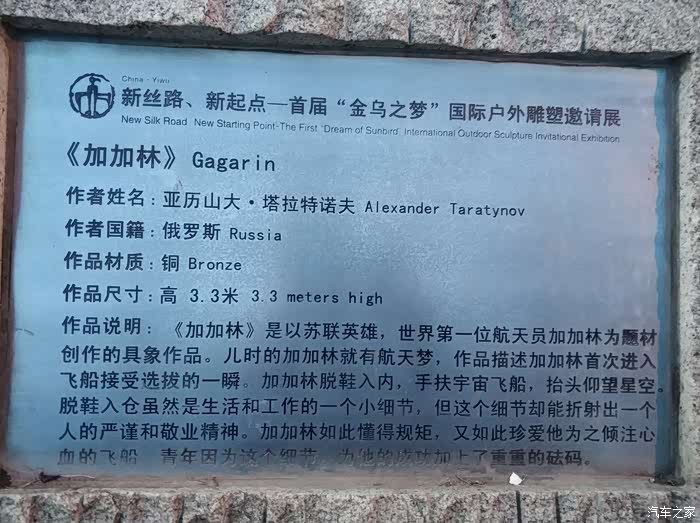 China - Yiwu
新丝路、新起点—首届“金乌之梦”国际户外雕塑邀请展
New Silk Road New Starting Point-The First "Dream of Sunbird" International Outdoor Sculpture Invitational Exhibition
《加加林》 Gagarin
作者姓名：亚历山大·塔拉特诺夫 Alexander Taratynov
作者国籍：俄罗斯 Russia
作品材质：铜 Bronze
作品尺寸：高 3.3米 3.3 meters high
作品说明：《加加林》是以苏联英雄，世界第一位航天员加加林为题材
创作的具象作品。儿时的加加林就有航天梦，作品描述加加林首次进入
飞船接受选拔的一瞬。加加林脱鞋入内，手扶宇宙飞船，抬头仰望星空。
脱鞋入仓虽然是生活和工作的一个小细节，但这个细节却能折射出一个
人的严谨和敬业精神。加加林如此懂得规矩，又如此珍爱他为之倾注心
血的飞船 青年因为这个细节，为他的成功加上了重重的砝码。
汽车之家